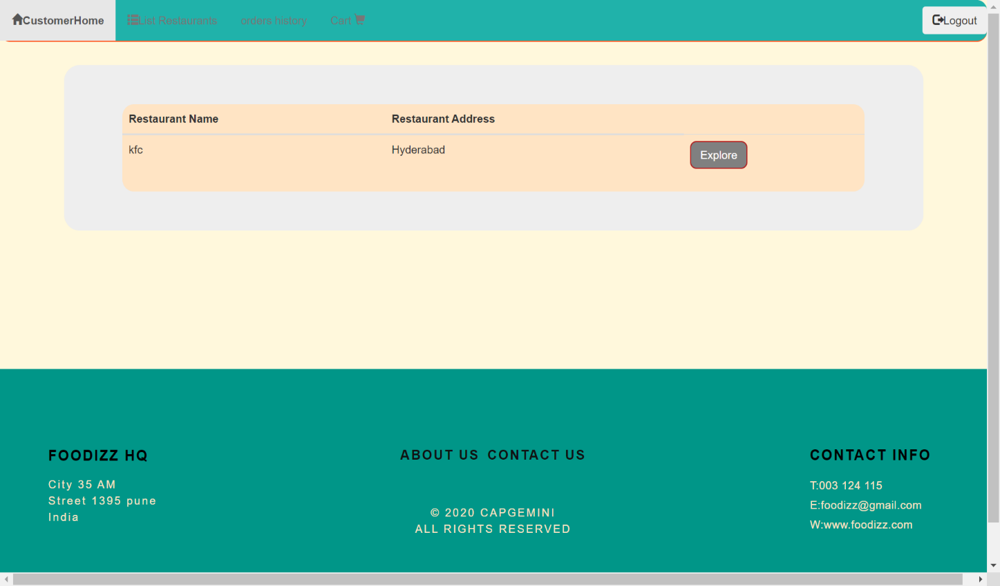 CustomerHome List Restaurants orders history Cart Logout
Restaurant Name Restaurant Address
kfc Hyderabad Explore
FOODIZZ HQ
City 35 AM
Street 1395 pune
India
ABOUT US CONTACT US
© 2020 CAPGEMINI
ALL RIGHTS RESERVED
CONTACT INFO
T:003 124 115
E:foodizz@gmail.com
W:www.foodizz.com